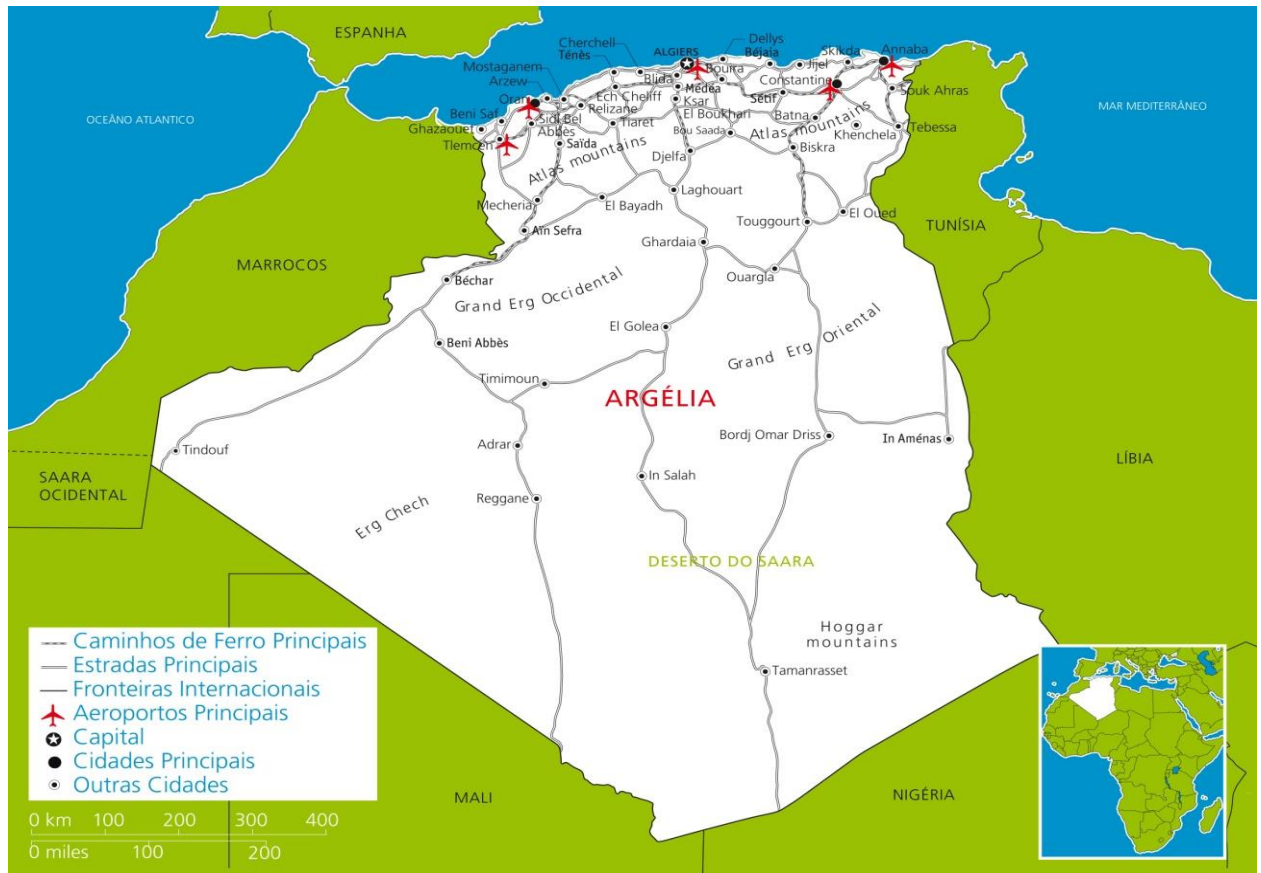 ESPANHA
OCEÂNO ATLANTICO
MAR MEDITERRÂNEO
Cherchell
Ténès
ALGIERS
Dellys
Béjaia
Skikda
Annaba
Mostaganem
Arzew
Oran
Blida
Bouira
Jijel
Constantine
Médéa
Sétif
Souk Ahras
Ech Cheliff
Ksar
El Boukhari
Beni Saf
Ghazaouet
Tlemcen
Sidi Bel
Abbès
Relizane
Tiaret
Bou Saada
Batna
Khenchela
Tebessa
Atlas mountains
Atlas mountains
Saïda
Djelfa
Biskra
Mecheria
El Bayadh
Laghouart
Touggourt
El Oued
Aïn Sefra
Ghardaia
TUNÍSIA
MARROCOS
Béchar
Ouargla
Grand Erg Occidental
Grand Erg Oriental
El Golea
Beni Abbès
Timimoun
ARGÉLIA
Adrar
Bordj Omar Driss
In Aménas
Tindouf
LÍBIA
SAARA
OCIDENTAL
In Salah
Reggane
Erg Chech
DESERTO DO SAARA
Hoggar
mountains
Tamanrasset
MALI
NIGÉRIA
Caminhos de Ferro Principais
Estradas Principais
Fronteiras Internacionais
Aeroportos Principais
Capital
Cidades Principais
Outras Cidades
0 km 100 200 300 400
0 miles 100 200